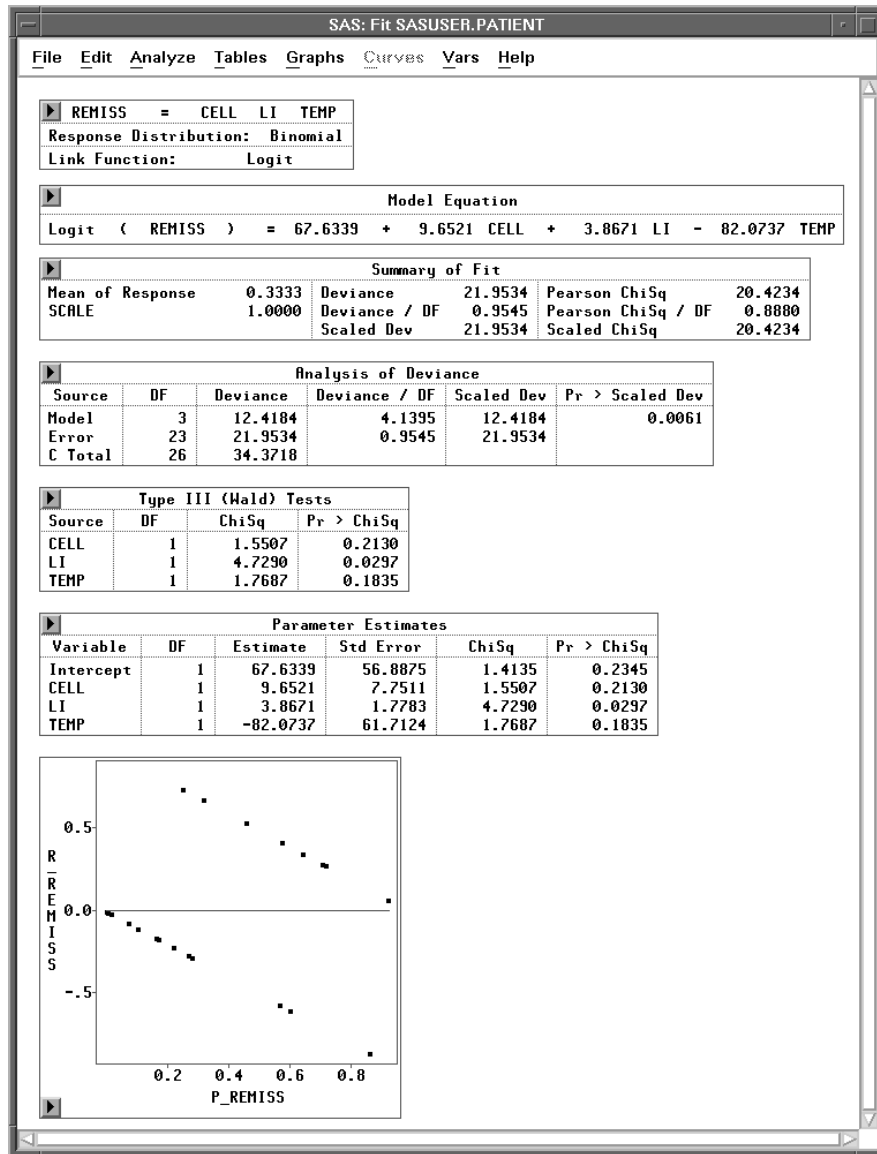 SAS: Fit SASUSER.PATIENT
File Edit Analyze Tables Graphs Curves Vars Help
REMISS = CELL LI TEMP
Response Distribution: Binomial
Link Function: Logit
Model Equation
Logit ( REMISS ) = 67.6339 + 9.6521 CELL + 3.8671 LI - 82.0737 TEMP
Summary of Fit
Mean of Response 0.3333 Deviance 21.9534 Pearson ChiSq 20.4234
SCALE 1.0000 Deviance / DF 0.9545 Pearson ChiSq / DF 0.8880
Scaled Dev 21.9534 Scaled ChiSq 20.4234
Analysis of Deviance
Source DF Deviance Deviance / DF Scaled Dev Pr > Scaled Dev
Model 3 12.4184 4.1395 12.4184 0.0061
Error 23 21.9534 0.9545 21.9534
C Total 26 34.3718
Type III (Wald) Tests
Source DF ChiSq Pr > ChiSq
CELL 1 1.5507 0.2130
LI 1 4.7290 0.0297
TEMP 1 1.7687 0.1835
Parameter Estimates
Variable DF Estimate Std Error ChiSq Pr > ChiSq
Intercept 1 67.6339 56.8875 1.4135 0.2345
CELL 1 9.6521 7.7511 1.5507 0.2130
LI 1 3.8671 1.7783 4.7290 0.0297
TEMP 1 -82.0737 61.7124 1.7687 0.1835
R_REMISS
0.5
0.0
-.5
0.2 0.4 0.6 0.8
P_REMISS